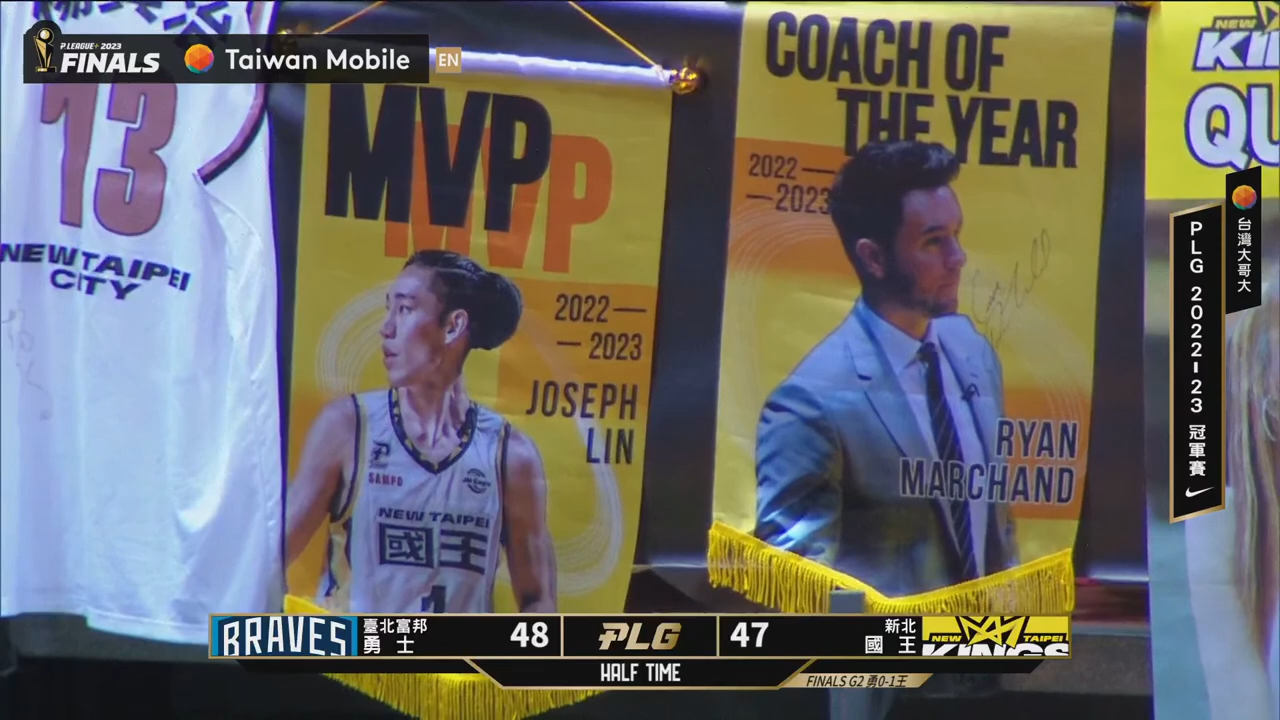 P.LEAGUE+ 2023
FINALS
Taiwan Mobile
EN
13
NEW TAIPEI
CITY
MVP
MVP
2022—
—2023
JOSEPH
LIN
SAMPO
NEW TAIPEI
國王
1
COACH OF
THE YEAR
2022—
—2023
RYAN
MARCHAND
NEW
台灣大哥大
PLG 2022-23 冠軍賽
BRAVES
臺北富邦
勇士
48
PLG
47
新北
國王
NEW TAIPEI
KINGS
HALF TIME
FINALS G2 勇0-1王